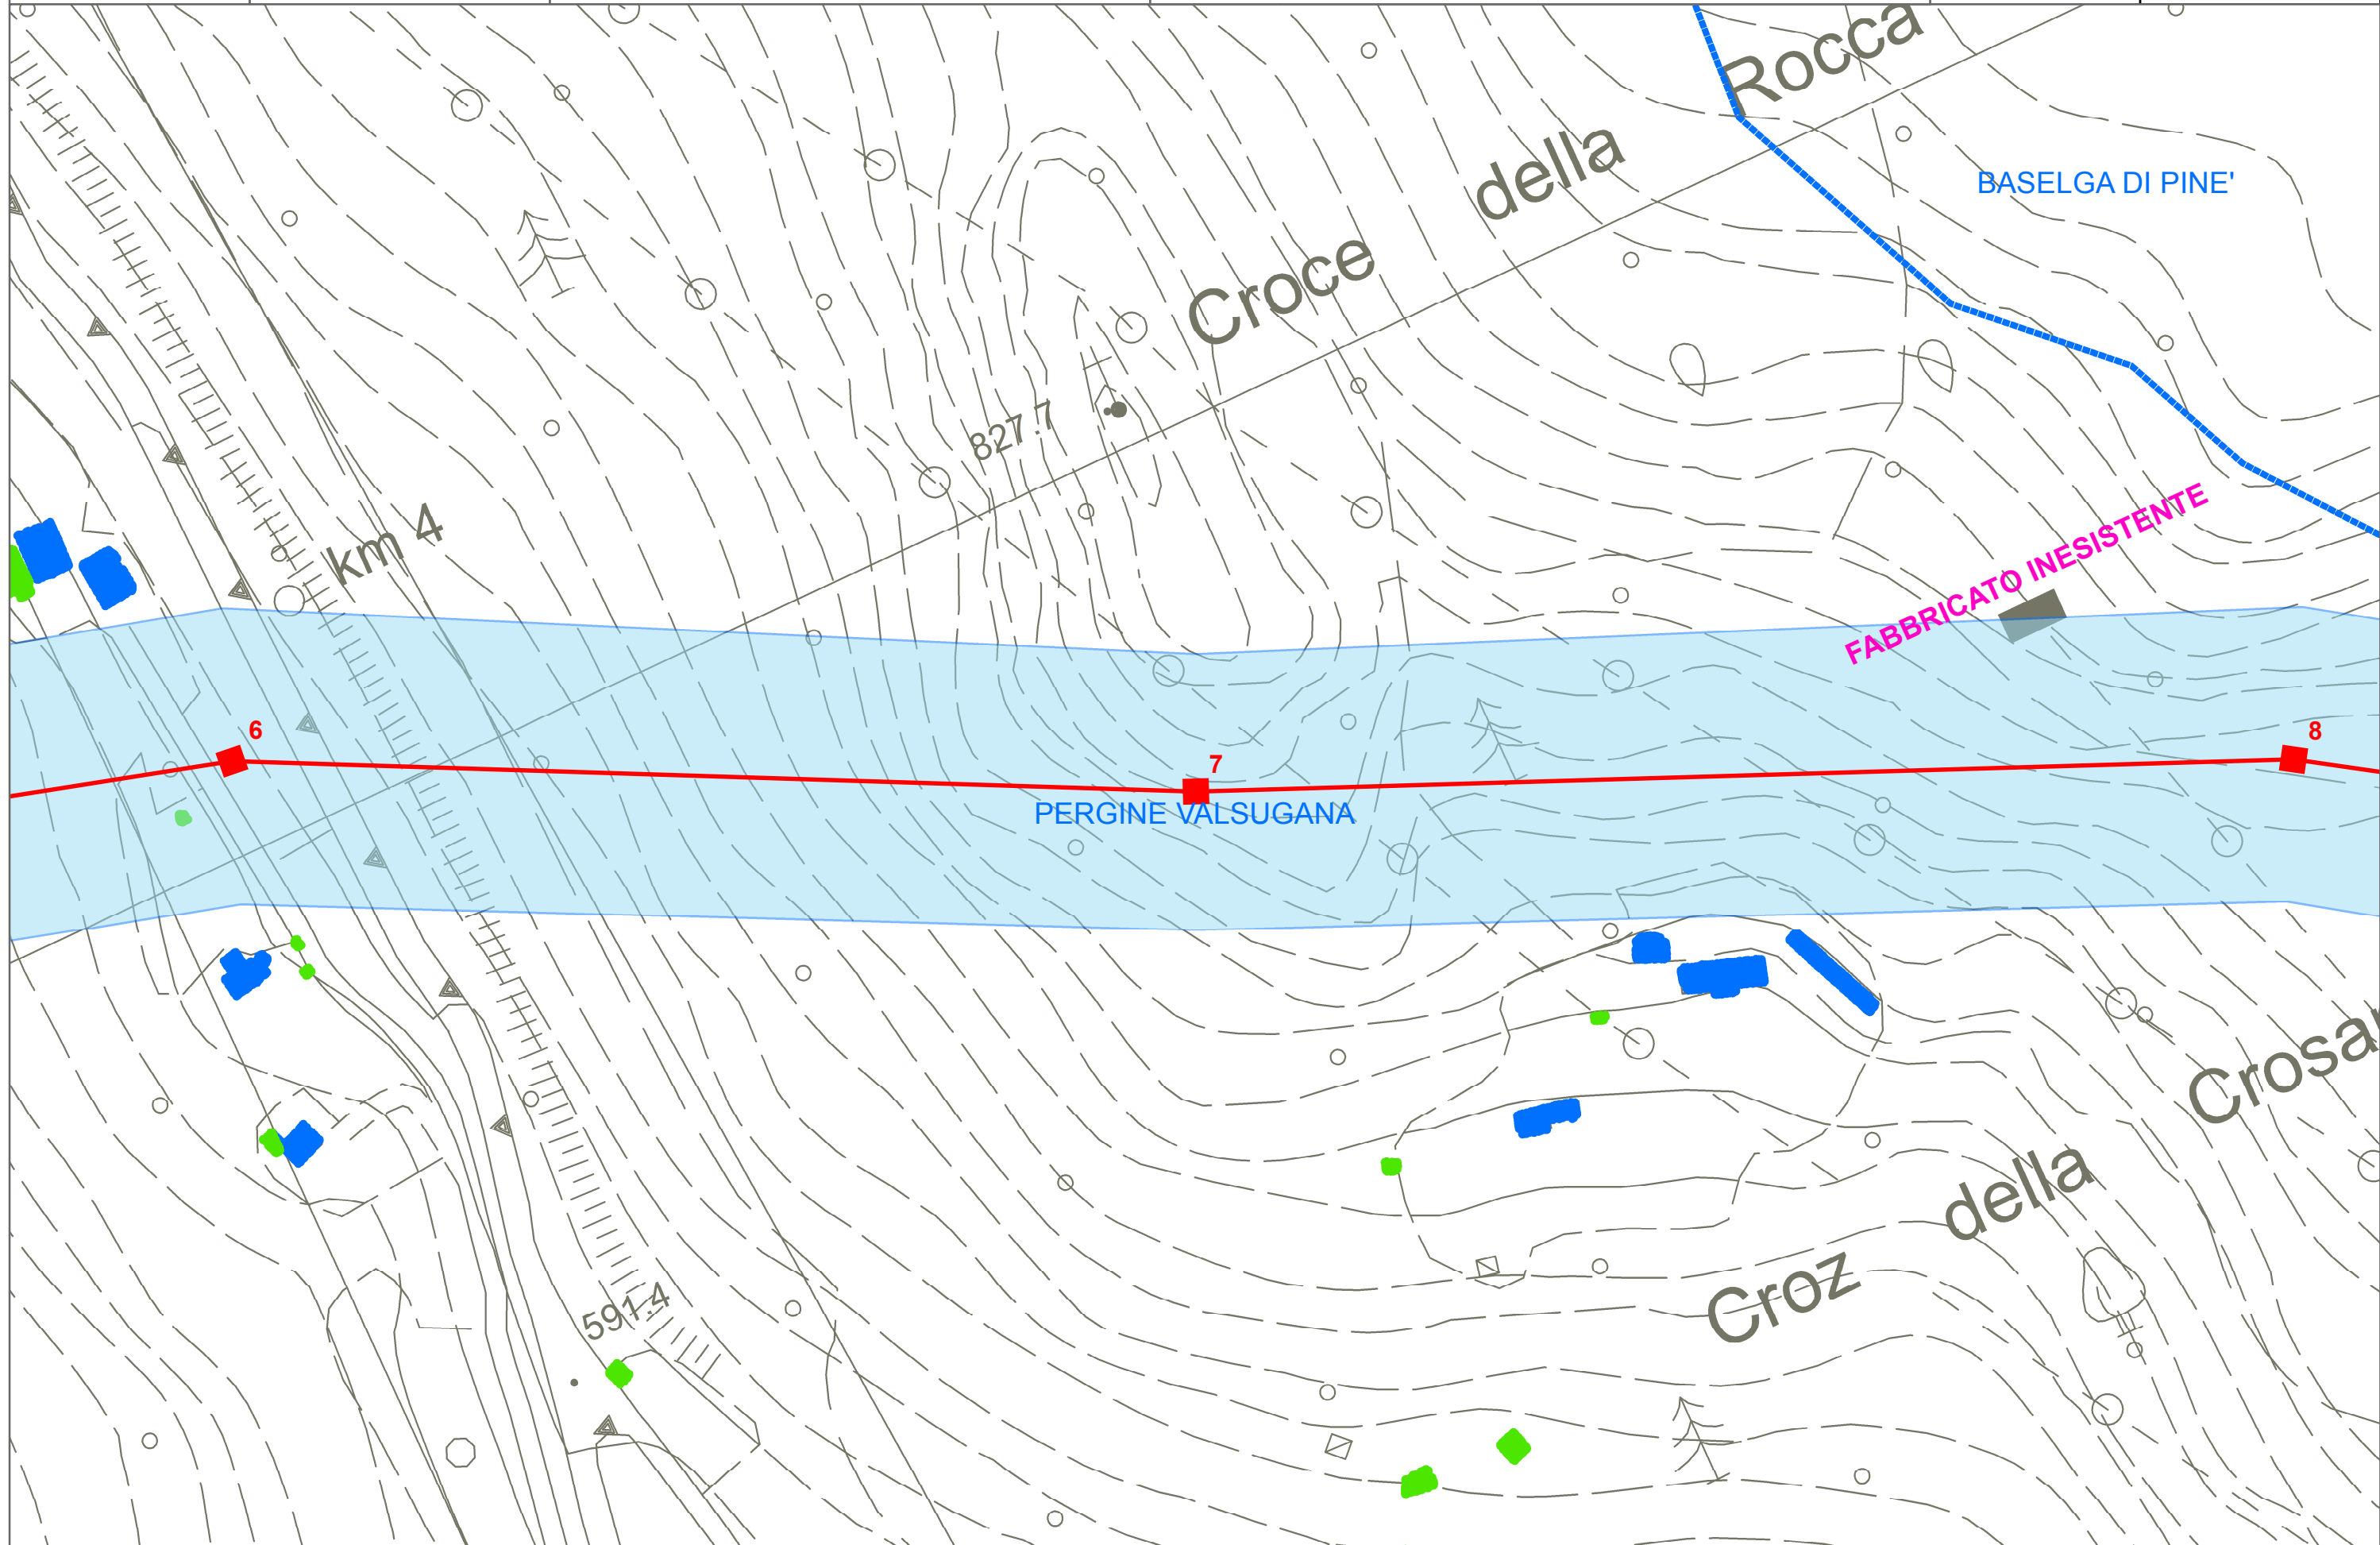 Croce della Rocca
BASELGA DI PINE'
827.7
km 4
FABBRICATO INESISTENTE
6
7
8
PERGINE VALSUGANA
Croz della
591.4